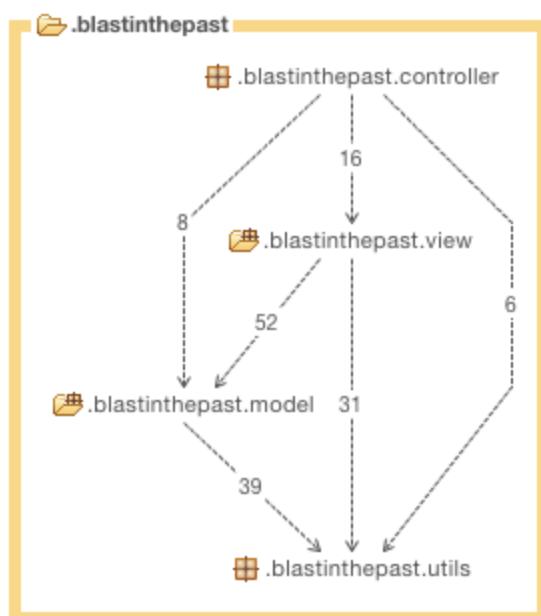 .blastinthepast
.blastinthepast.controller
16
8
.blastinthepast.view
6
52
.blastinthepast.model
31
39
.blastinthepast.utils